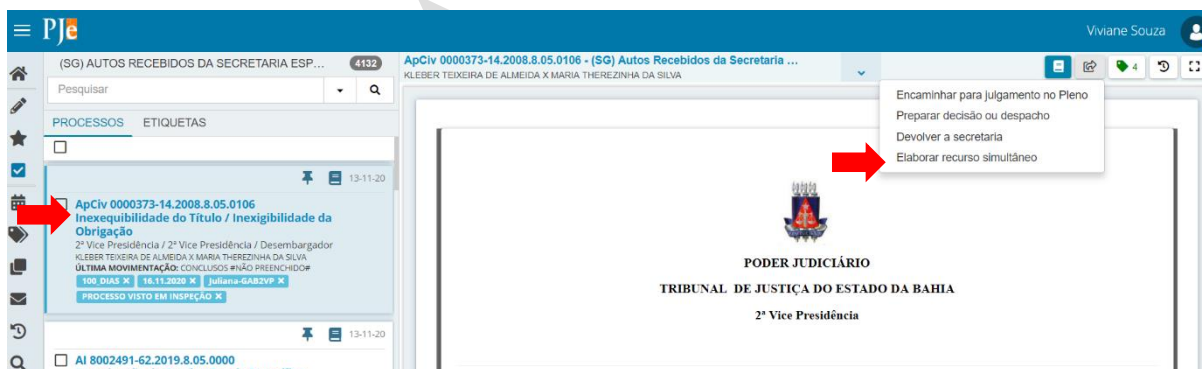 PJe
Viviane Souza
(SG) AUTOS RECEBIDOS DA SECRETARIA ESP... 4132
Pesquisar
PROCESSOS ETIQUETAS
13-11-20
ApCiv 0000373-14.2008.8.05.0106
Inexequibilidade do Título / Inexigibilidade da
Obrigação
2ª Vice Presidência / 2ª Vice Presidência / Desembargador
KLEBER TEIXEIRA DE ALMEIDA X MARIA THEREZINHA DA SILVA
ÚLTIMA MOVIMENTAÇÃO: CONCLUSOS #NÃO PREENCHIDO#
100_DIAS X 16.11.2020 X Juliana-GAB2VP X
PROCESSO VISTO EM INSPEÇÃO X
13-11-20
AI 8002491-62.2019.8.05.0000
ApCiv 0000373-14.2008.8.05.0106 - (SG) Autos Recebidos da Secretaria ...
KLEBER TEIXEIRA DE ALMEIDA X MARIA THEREZINHA DA SILVA
4
Encaminhar para julgamento no Pleno
Preparar decisão ou despacho
Devolver a secretaria
Elaborar recurso simultâneo
PODER JUDICIÁRIO
TRIBUNAL DE JUSTIÇA DO ESTADO DA BAHIA
2ª Vice Presidência